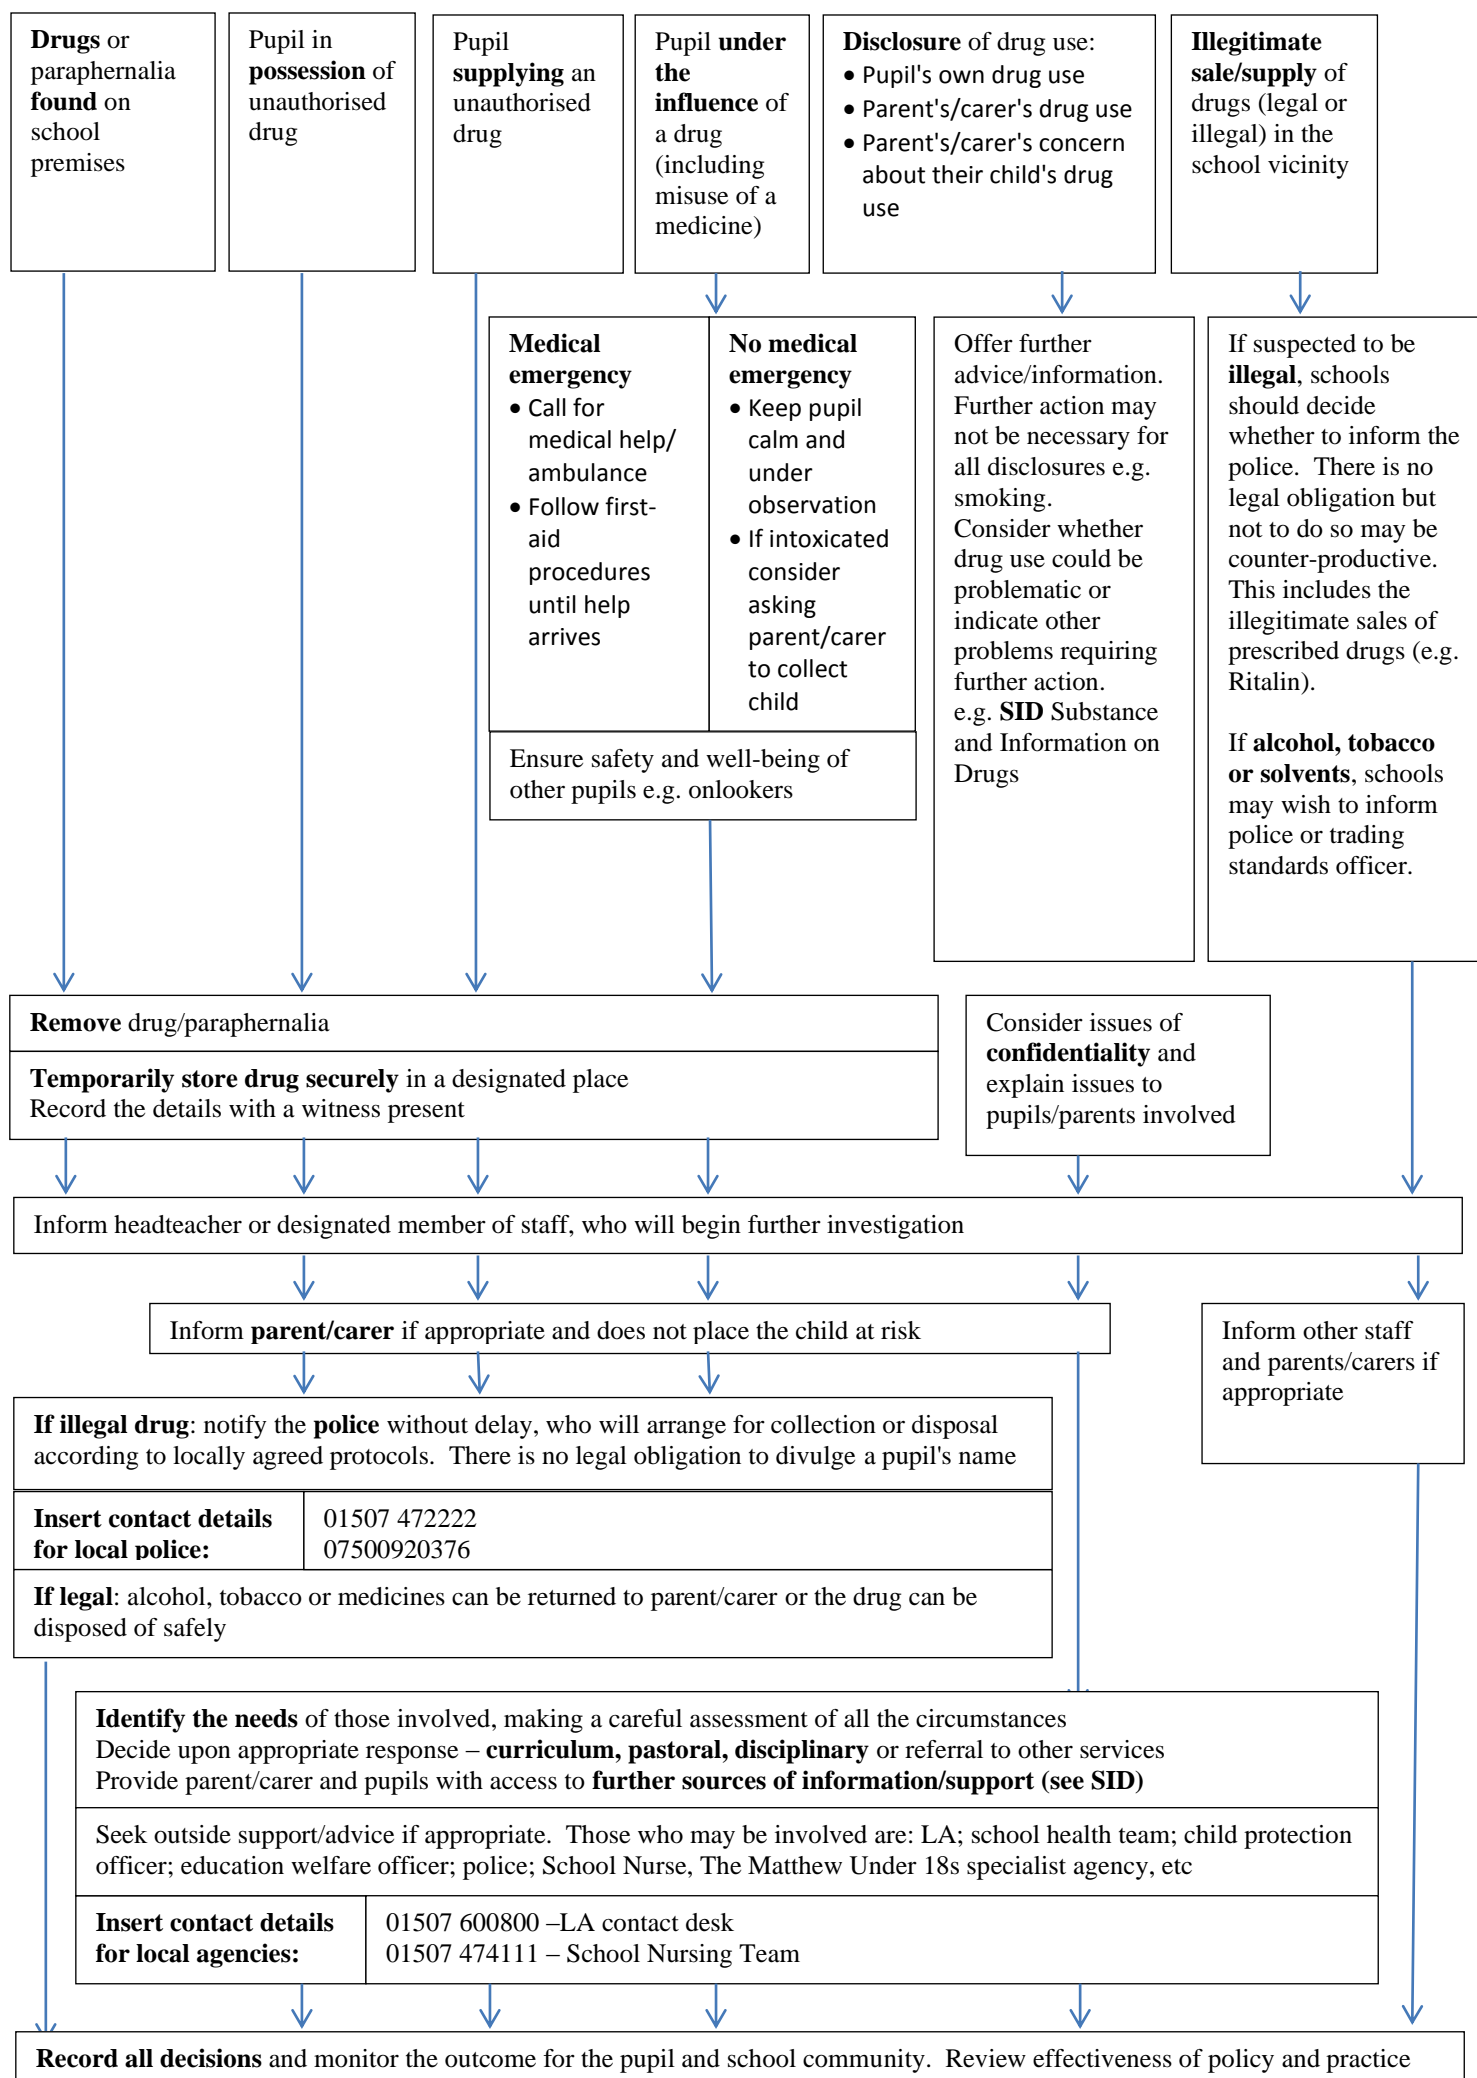 Drugs or
paraphernalia
found on
school
premises
Pupil in
possession of
unauthorised
drug
Pupil
supplying an
unauthorised
drug
Pupil under
the
influence of
a drug
(including
misuse of a
medicine)
Disclosure of drug use:
• Pupil's own drug use
• Parent's/carer's drug use
• Parent's/carer's concern
about their child's drug
use
Illegitimate
sale/supply of
drugs (legal or
illegal) in the
school vicinity
Medical
emergency
• Call for
medical help/
ambulance
• Follow first-
aid
procedures
until help
arrives
No medical
emergency
• Keep pupil
calm and
under
observation
• If intoxicated
consider
asking
parent/carer
to collect
child
Ensure safety and well-being of
other pupils e.g. onlookers
Offer further
advice/information.
Further action may
not be necessary for
all disclosures e.g.
smoking.
Consider whether
drug use could be
problematic or
indicate other
problems requiring
further action.
e.g. SID Substance
and Information on
Drugs
If suspected to be
illegal, schools
should decide
whether to inform the
police.  There is no
legal obligation but
not to do so may be
counter-productive.
This includes the
illegitimate sales of
prescribed drugs (e.g.
Ritalin).
If alcohol, tobacco
or solvents, schools
may wish to inform
police or trading
standards officer.
Remove drug/paraphernalia
Temporarily store drug securely in a designated place
Record the details with a witness present
Consider issues of
confidentiality and
explain issues to
pupils/parents involved
Inform headteacher or designated member of staff, who will begin further investigation
Inform parent/carer if appropriate and does not place the child at risk
Inform other staff
and parents/carers if
appropriate
If illegal drug: notify the police without delay, who will arrange for collection or disposal
according to locally agreed protocols.  There is no legal obligation to divulge a pupil's name
Insert contact details
for local police:
01507 472222
07500920376
If legal: alcohol, tobacco or medicines can be returned to parent/carer or the drug can be
disposed of safely
Identify the needs of those involved, making a careful assessment of all the circumstances
Decide upon appropriate response – curriculum, pastoral, disciplinary or referral to other services
Provide parent/carer and pupils with access to further sources of information/support (see SID)
Seek outside support/advice if appropriate.  Those who may be involved are: LA; school health team; child protection
officer; education welfare officer; police; School Nurse, The Matthew Under 18s specialist agency, etc
Insert contact details
for local agencies:
01507 600800 –LA contact desk
01507 474111 – School Nursing Team
Record all decisions and monitor the outcome for the pupil and school community.  Review effectiveness of policy and practice